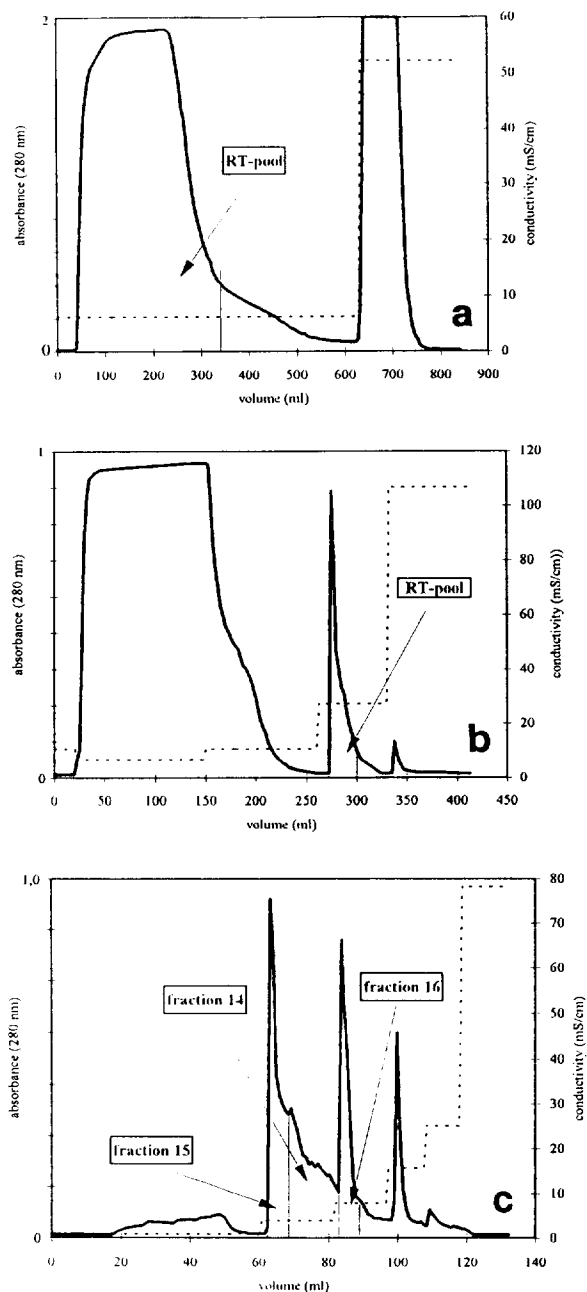 2
60
50
40
30
20
10
0
absorbance (280 nm)
conductivity (mS/cm)
RT-pool
a
0
0 100 200 300 400 500 600 700 800 900
volume (ml)
1
120
100
80
60
40
20
0
absorbance (280 nm)
conductivity (mS/cm))
RT-pool
b
0
0 50 100 150 200 250 300 350 400 450
volume (ml)
1,0
80
70
60
50
40
30
20
10
0
absorbance (280 nm)
conductivity (mS/cm)
fraction 14
fraction 16
fraction 15
c
0
0 20 40 60 80 100 120 140
volume (ml)